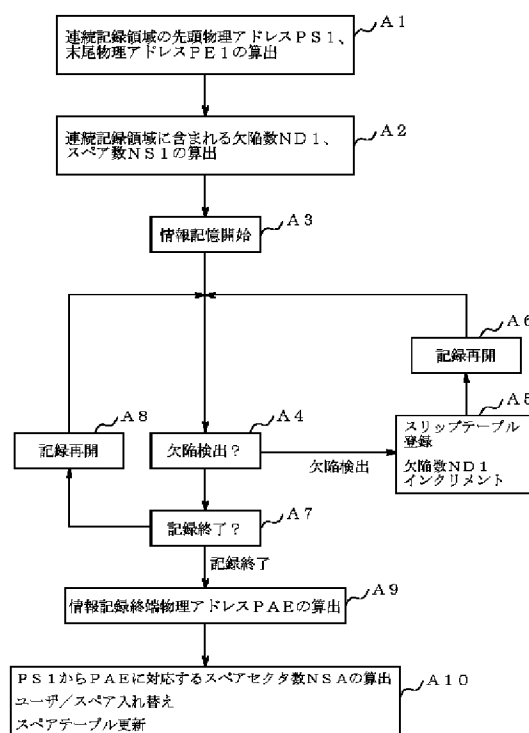 A1
連続記録領域の先頭物理アドレスPS1、
末尾物理アドレスPE1の算出
A2
連続記録領域に含まれる欠陥数ND1、
スペア数NS1の算出
A3
情報記憶開始
A6
記録再開
A8
記録再開
A4
欠陥検出?
欠陥検出
A5
スリップテーブル
登録
欠陥数ND1
インクリメント
A7
記録終了?
記録終了
A9
情報記録終端物理アドレスPAEの算出
A10
PS1からPAEに対応するスペアセクタ数NSAの算出
ユーザ/スペア入れ替え
スペアテーブル更新